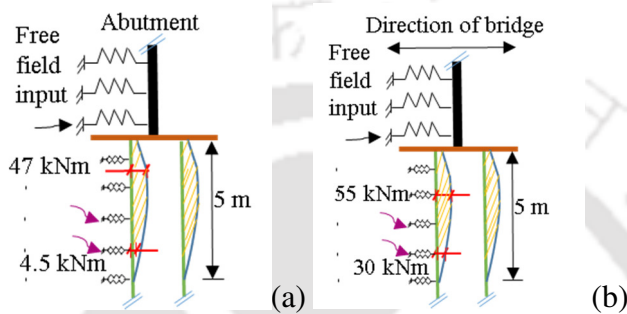 Abutment
Free
field
input
47 kNm
4.5 kNm
5 m
(a)
Direction of bridge
Free
field
input
55 kNm
30 kNm
5 m
(b)